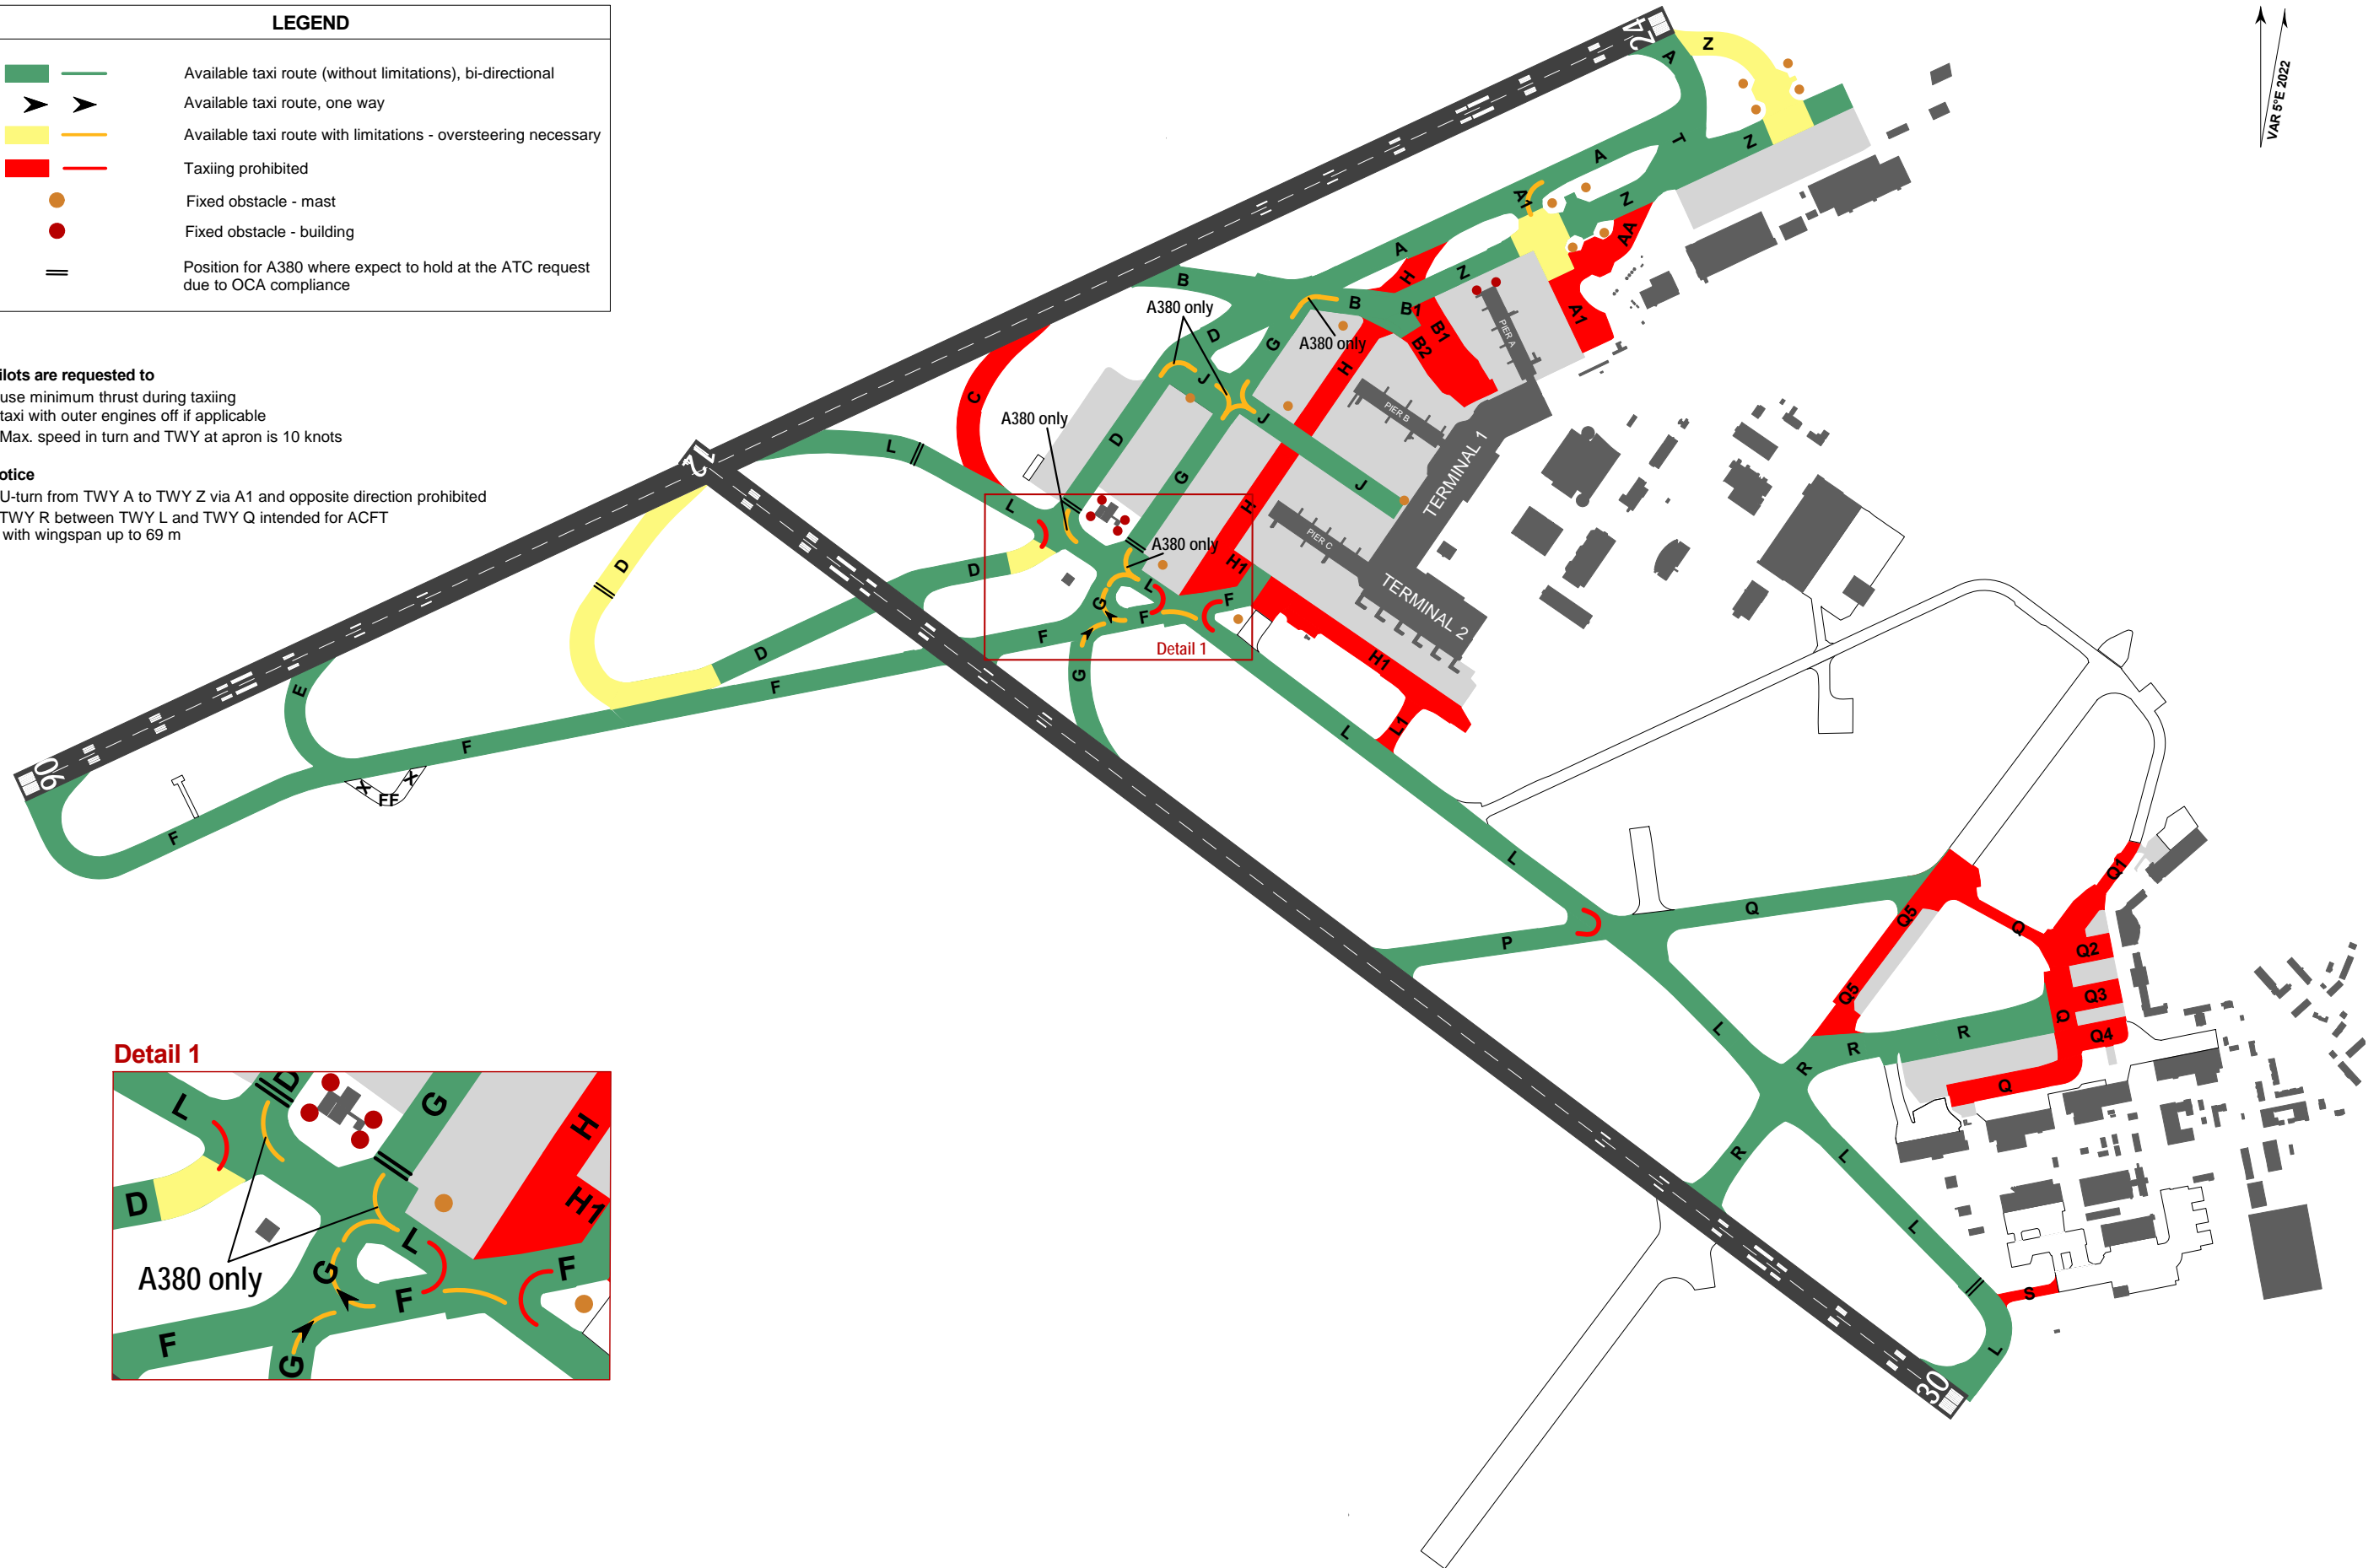 LEGEND
Available taxi route (without limitations), bi-directional
Available taxi route, one way
Available taxi route with limitations - oversteering necessary
Taxiing prohibited
Fixed obstacle - mast
Fixed obstacle - building
Position for A380 where expect to hold at the ATC request
due to OCA compliance
ilots are requested to
use minimum thrust during taxiing
taxi with outer engines off if applicable
Max. speed in turn and TWY at apron is 10 knots
otice
U-turn from TWY A to TWY Z via A1 and opposite direction prohibited
TWY R between TWY L and TWY Q intended for ACFT
with wingspan up to 69 m
VAR 5°E 2022
24
A
Z
T
Z
A
A1
Z
AA
A
H
Z
A1
B
B
B1
B1
B2
PIER A
A380 only
A380 only
D
G
J
H
C
A380 only
D
J
PIER B
TERMINAL 1
L
12
G
J
L
H
PIER C
A380 only
D
D
L
H1
TERMINAL 2
G
F
F
F
Detail 1
D
F
G
H1
E
F
L
L1
06
X
FF
X
F
L
Q
P
Q5
Q
Q1
Q2
Q5
Q3
Q
Q4
L
R
R
R
Q
R
L
L
S
L
30
Detail 1
D
L
G
H
D
H1
L
A380 only
G
F
F
F
G